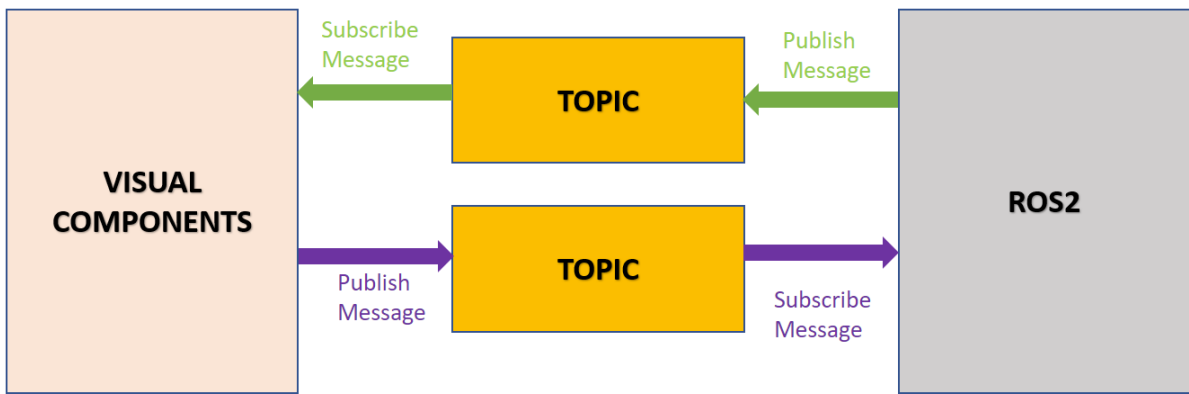 Subscribe
Message
Publish
Message
TOPIC
VISUAL
COMPONENTS
ROS2
TOPIC
Publish
Message
Subscribe
Message